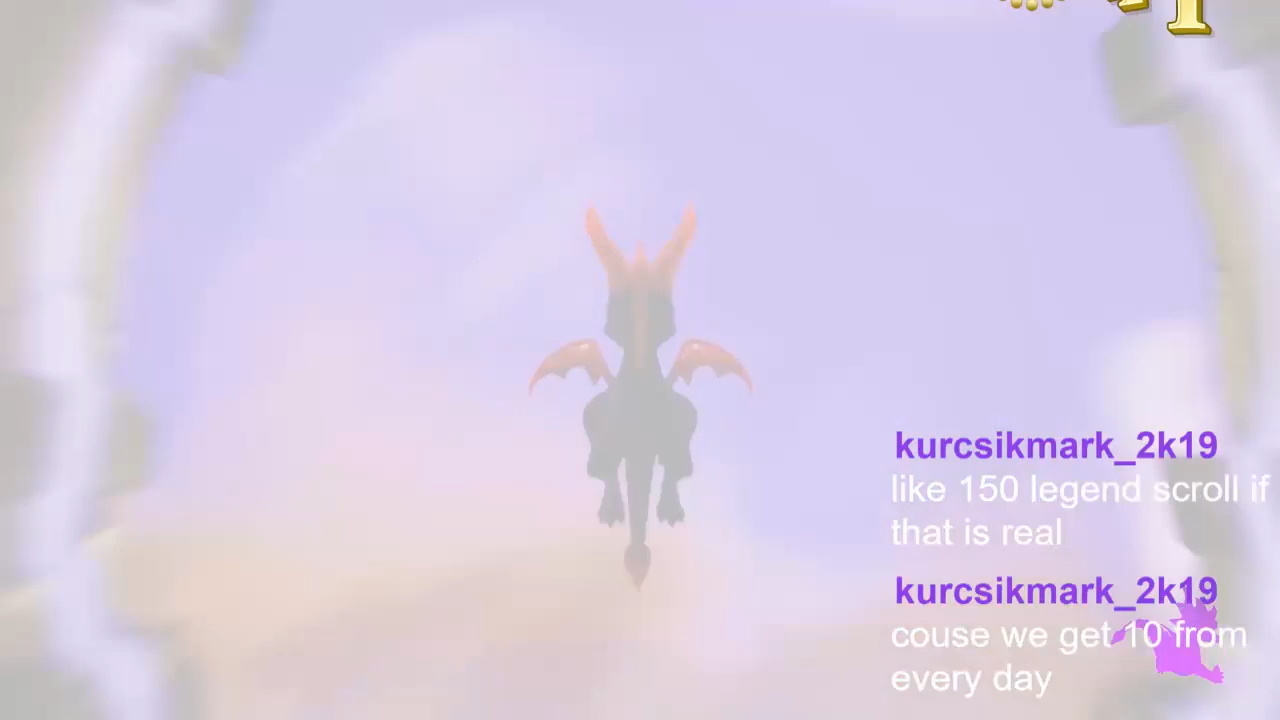 kurcsikmark_2k19
like 150 legend scroll if
that is real
kurcsikmark_2k19
couse we get 10 from
every day